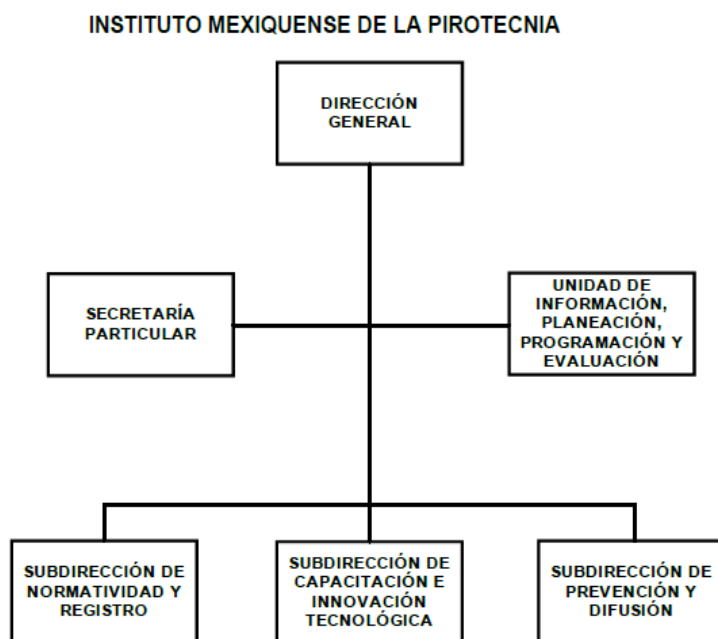 INSTITUTO MEXIQUENSE DE LA PIROTECNIA
DIRECCIÓN
GENERAL
SECRETARÍA
PARTICULAR
UNIDAD DE
INFORMACIÓN,
PLANEACIÓN,
PROGRAMACIÓN Y
EVALUACIÓN
SUBDIRECCIÓN DE
NORMATIVIDAD Y
REGISTRO
SUBDIRECCIÓN DE
CAPACITACIÓN E
INNOVACIÓN
TECNOLÓGICA
SUBDIRECCIÓN DE
PREVENCIÓN Y
DIFUSIÓN